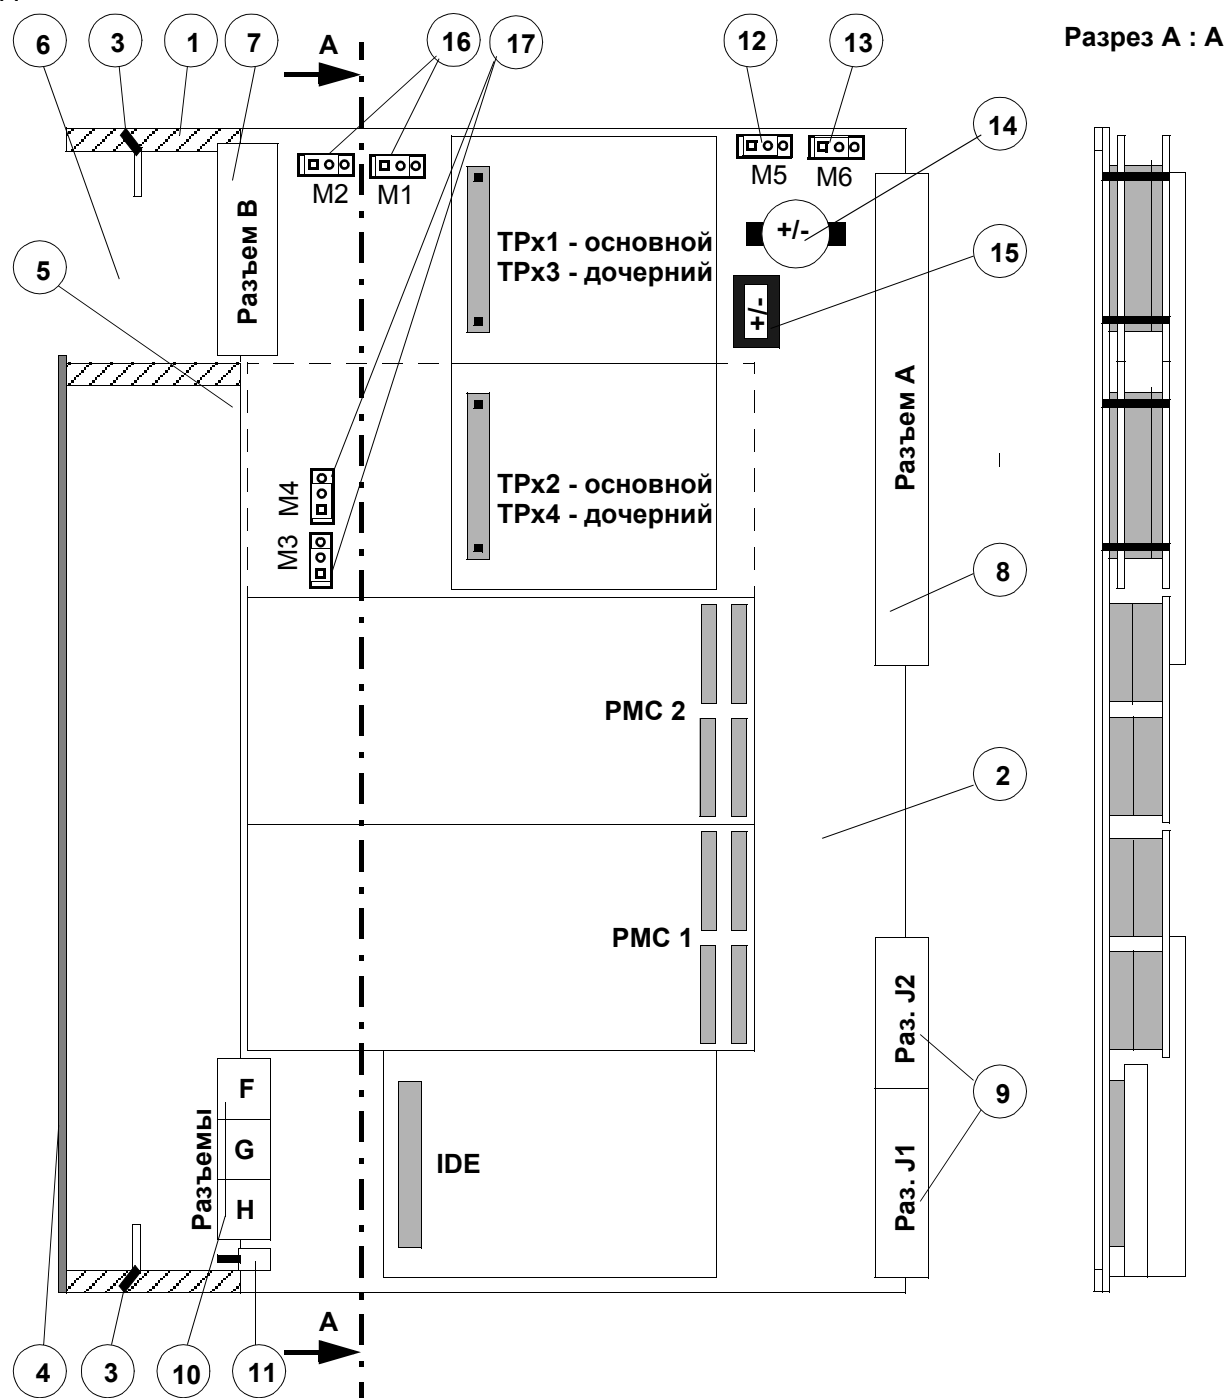 6
3
1
7
A
16
17
12
13
Разрез А : А
14
M2
M1
M5
M6
Разъем B
TPx1 - основной
TPx3 - дочерний
+/-
15
5
+/-
Разъем A
M4
TPx2 - основной
TPx4 - дочерний
M3
8
PMC 2
2
PMC 1
Раз. J2
F
Разъемы
G
IDE
9
H
Раз. J1
A
4
3
10
11